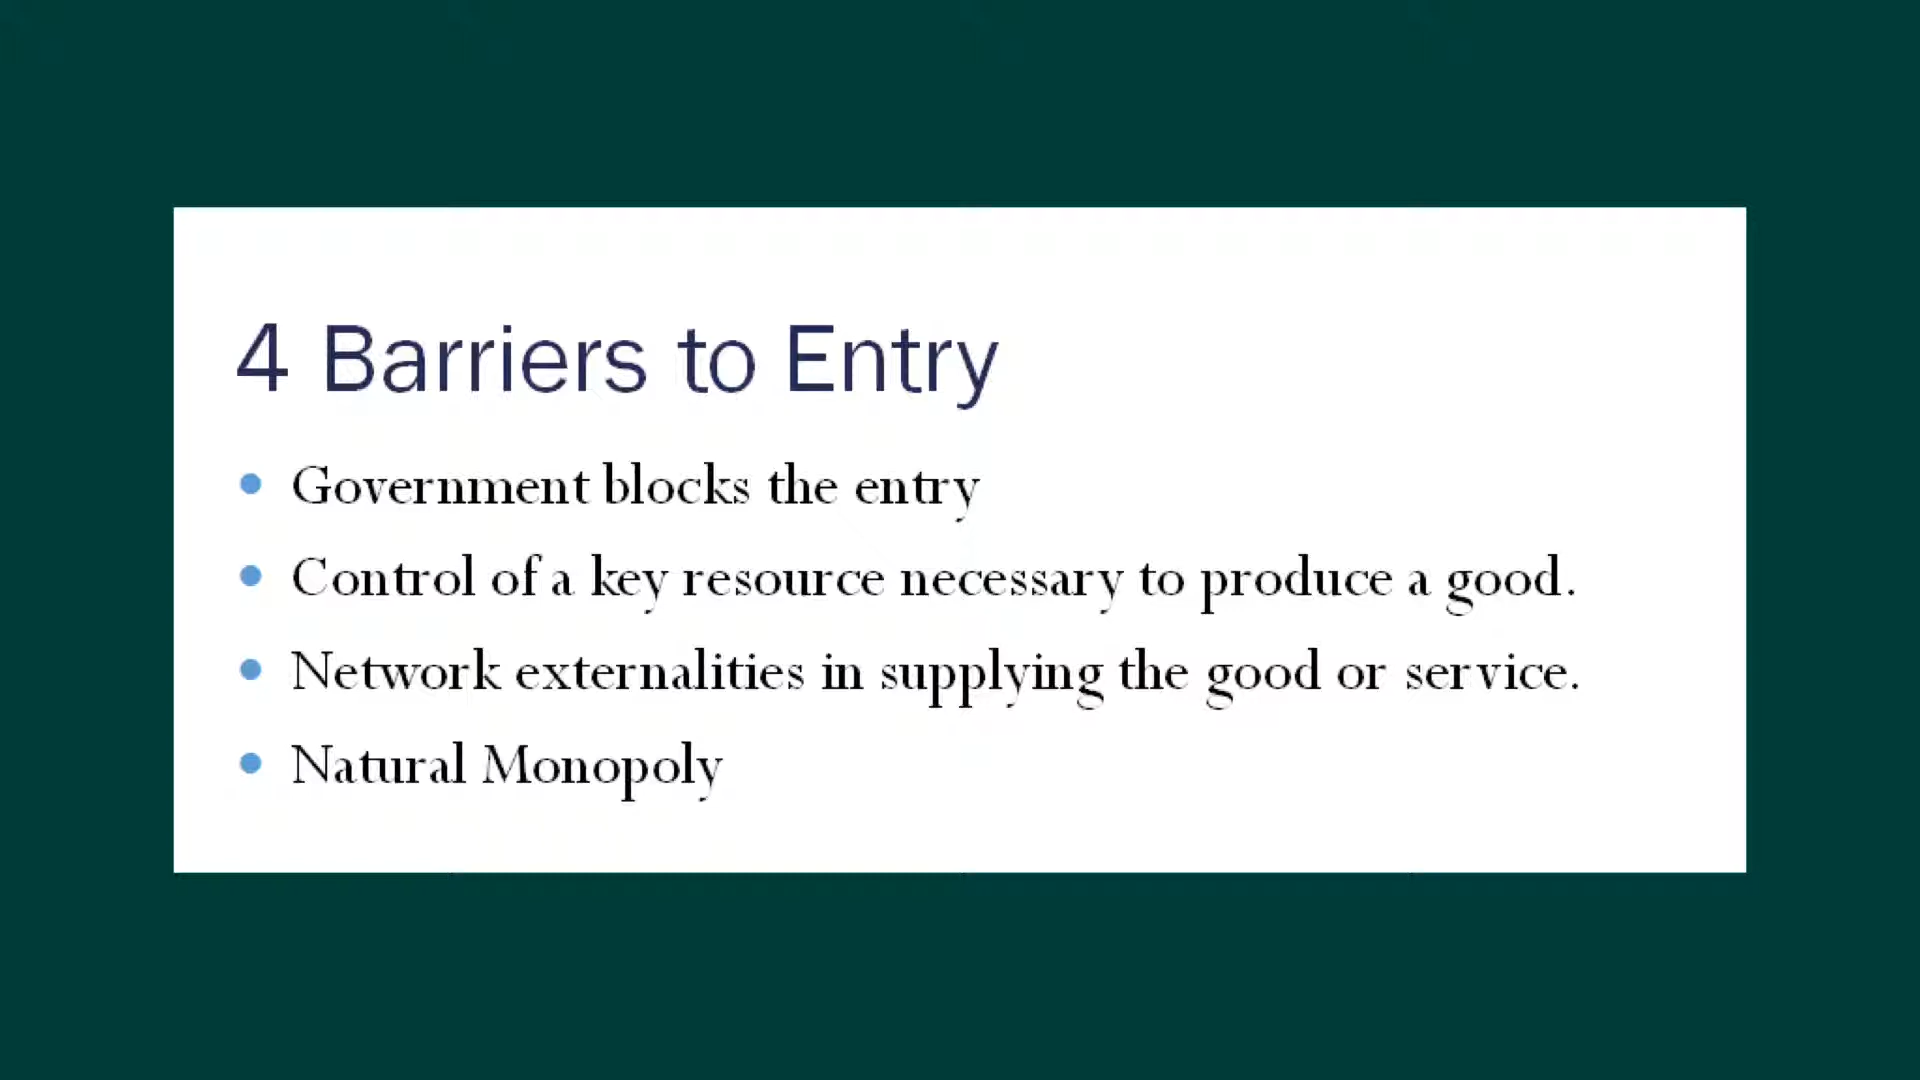 4 Barriers to Entry
• Government blocks the entry
• Control of a key resource necessary to produce a good.
• Network externalities in supplying the good or service.
• Natural Monopoly